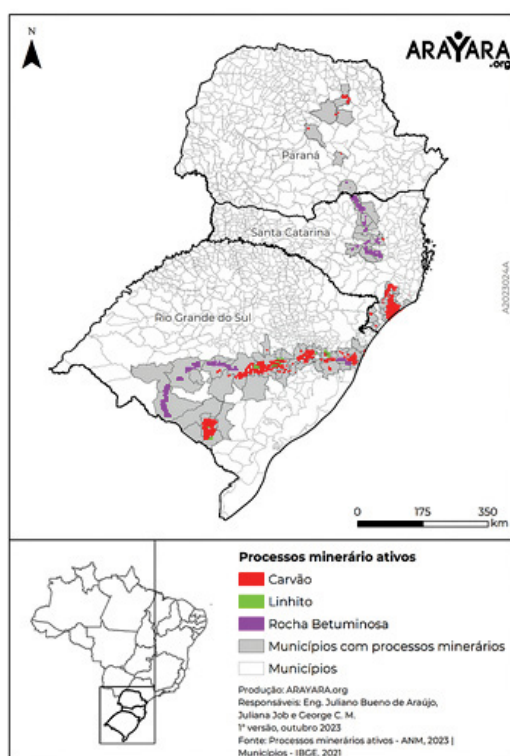 N
ARAYARA
.org
Paraná
Santa Catarina
Rio Grande do Sul
A2023024A
0 175 350
km
Processos minerário ativos
Carvão
Linhito
Rocha Betuminosa
Municípios com processos minerários
Municípios
Produção: ARAYARA.org
Responsáveis: Eng. Juliano Bueno de Araújo,
Juliana Job e George C. M.
1ª versão, outubro 2023
Fonte: Processos minerários ativos - ANM, 2023 |
Municípios - IBGE, 2021